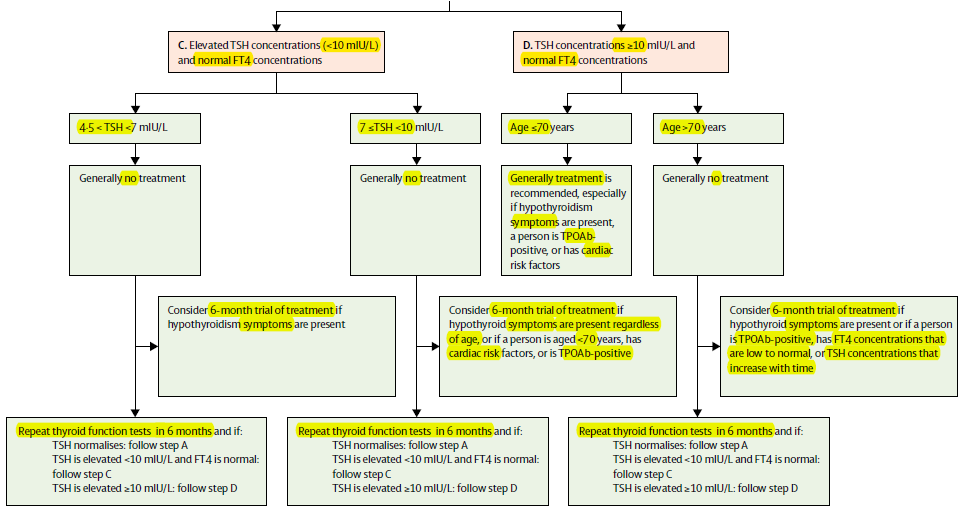 C. Elevated TSH concentrations (<10 mIU/L)
and normal FT4 concentrations
D. TSH concentrations ≥10 mIU/L and
normal FT4 concentrations
4·5 < TSH <7 mIU/L
7 ≤TSH <10 mIU/L
Age ≤70 years
Age >70 years
Generally no treatment
Generally no treatment
Generally treatment is
recommended, especially
if hypothyroidism
symptoms are present,
a person is TPOAb-
positive, or has cardiac
risk factors
Generally no treatment
Consider 6-month trial of treatment if
hypothyroidism symptoms are present
Consider 6-month trial of treatment if
hypothyroid symptoms are present regardless
of age, or if a person is aged <70 years, has
cardiac risk factors, or is TPOAb-positive
Consider 6-month trial of treatment if
hypothyroid symptoms are present or if a person
is TPOAb-positive, has FT4 concentrations that
are low to normal, or TSH concentrations that
increase with time
Repeat thyroid function tests in 6 months and if:
TSH normalises: follow step A
TSH is elevated <10 mIU/L and FT4 is normal:
follow step C
TSH is elevated ≥10 mIU/L: follow step D
Repeat thyroid function tests in 6 months and if:
TSH normalises: follow step A
TSH is elevated <10 mIU/L and FT4 is normal:
follow step C
TSH is elevated ≥10 mIU/L: follow step D
Repeat thyroid function tests in 6 months and if:
TSH normalises: follow step A
TSH is elevated <10 mIU/L and FT4 is normal:
follow step C
TSH is elevated ≥10 mIU/L: follow step D